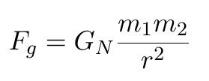 F_g = G_N \frac{m_1 m_2}{r^2}